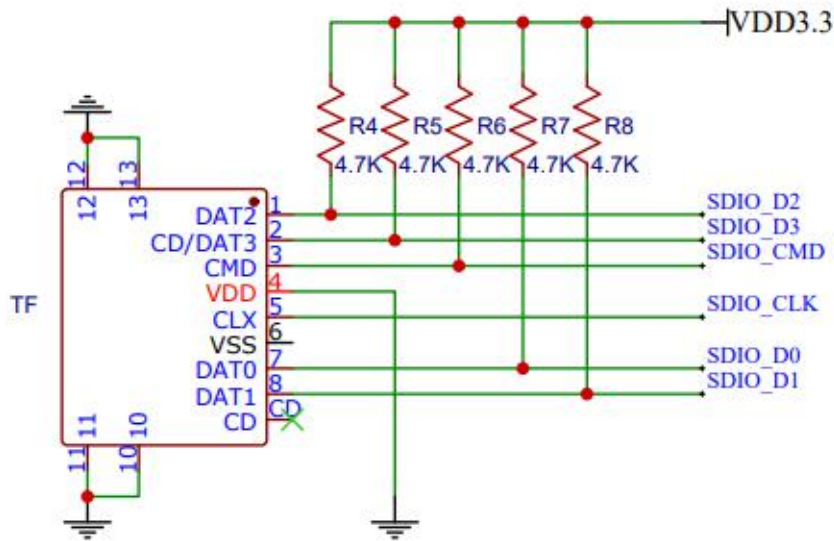 VDD3.3
R4 R5 R6 R7 R8
4.7K 4.7K 4.7K 4.7K 4.7K
12 13
12 13
DAT2 1 SDIO_D2
CD/DAT3 2 SDIO_D3
CMD 3 SDIO_CMD
VDD 4
TF
CLX 5 SDIO_CLK
VSS 6
DAT0 7 SDIO_D0
DAT1 8 SDIO_D1
CD CD
11 10
11 10